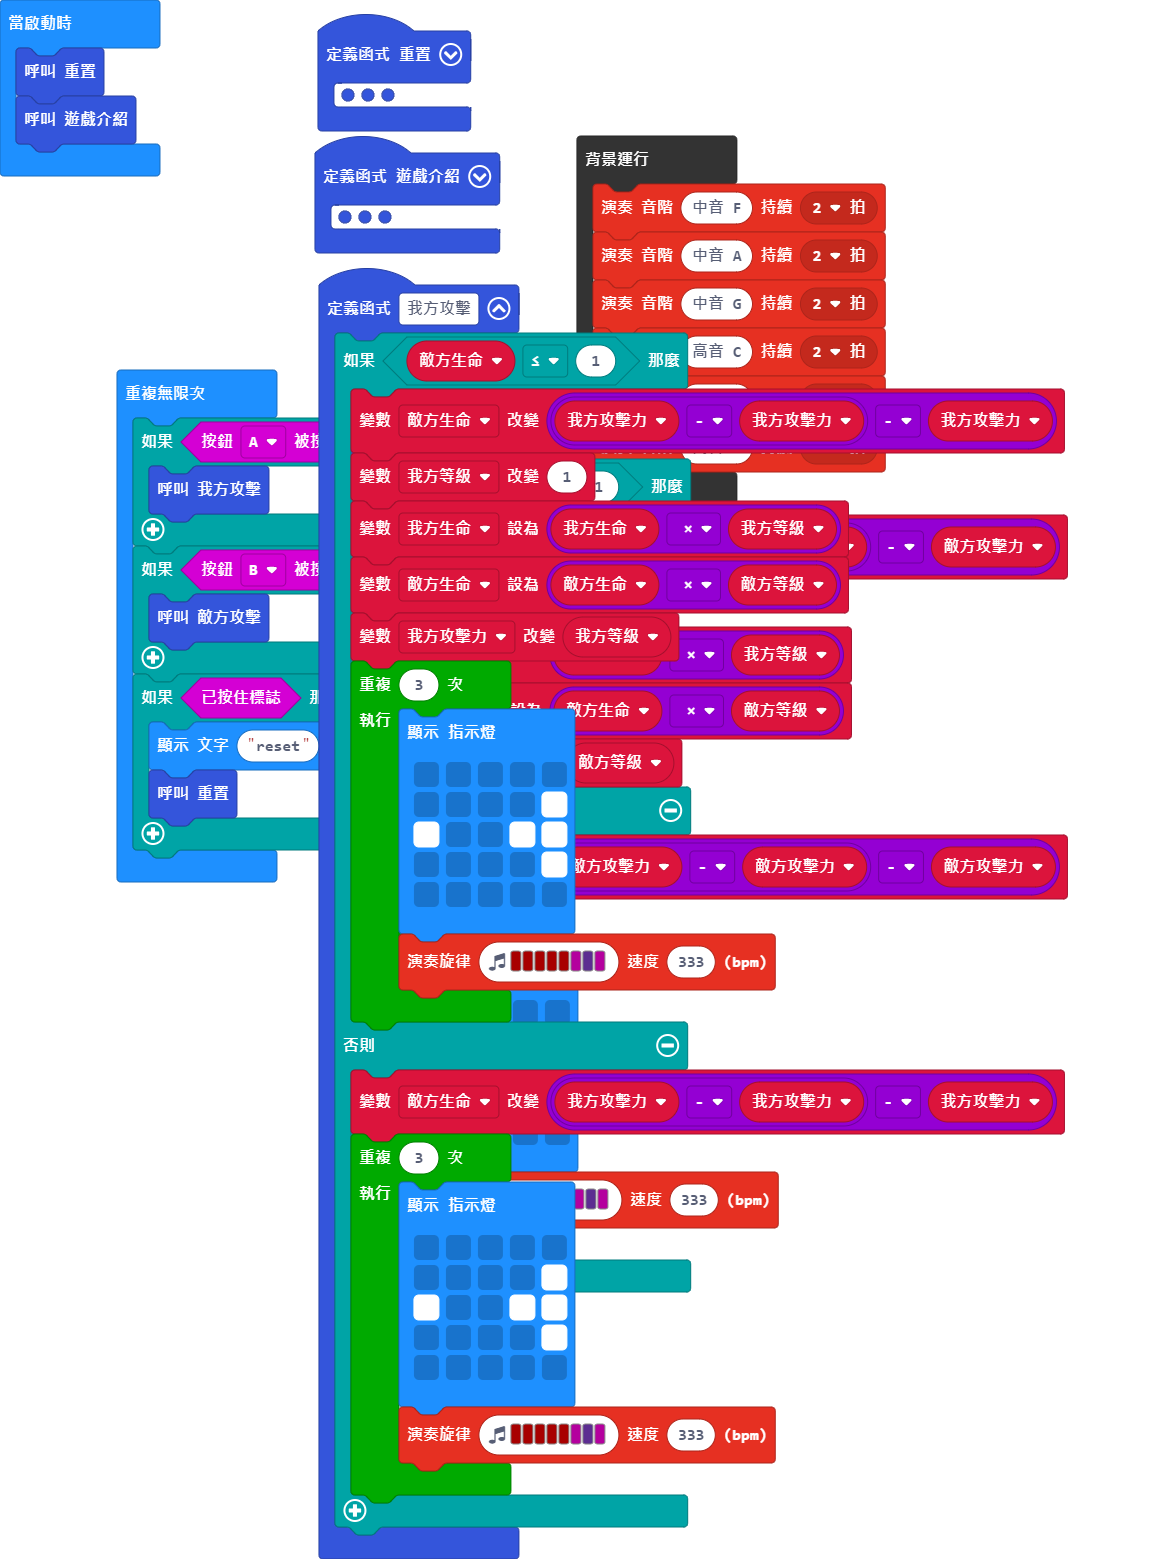 當啟動時
呼叫 重置
呼叫 遊戲介紹
定義函式 重置
定義函式 遊戲介紹
背景運行
演奏 音階 中音 F 持續 2 拍
演奏 音階 中音 A 持續 2 拍
演奏 音階 中音 G 持續 2 拍
高音 C 持續 2 拍
重複無限次
如果 按鈕 A
呼叫 我方攻擊
如果 按鈕 B
呼叫 敵方攻擊
如果 已按住標誌
顯示 文字 "reset"
呼叫 重置
定義函式 我方攻擊
如果 敵方生命 ≤ 1 那麼
變數 敵方生命 改變 我方攻擊力 - 我方攻擊力 - 我方攻擊力
變數 我方等級 改變 1
1 那麼
變數 我方生命 設為 我方生命 × 我方等級
- 敵方攻擊力
變數 敵方生命 設為 敵方生命 × 敵方等級
變數 我方攻擊力 改變 我方等級
× 我方等級
重複 3 次
敵方生命 × 敵方等級
執行
顯示 指示燈
敵方等級
敵方攻擊力 - 敵方攻擊力 - 敵方攻擊力
演奏旋律 速度 333 (bpm)
否則
變數 敵方生命 改變 我方攻擊力 - 我方攻擊力 - 我方攻擊力
重複 3 次
執行
顯示 指示燈
速度 333 (bpm)
演奏旋律 速度 333 (bpm)